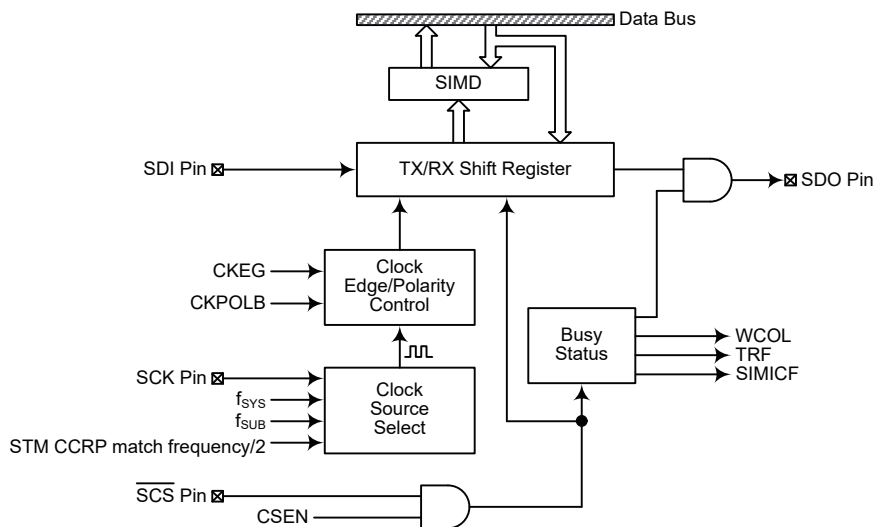 Data Bus
SIMD
SDI Pin
TX/RX Shift Register
SDO Pin
CKEG
CKPOLB
Clock
Edge/Polarity
Control
Busy
Status
WCOL
TRF
SIMICF
SCK Pin
fSYS
fSUB
STM CCRP match frequency/2
Clock
Source
Select
SCS Pin
CSEN